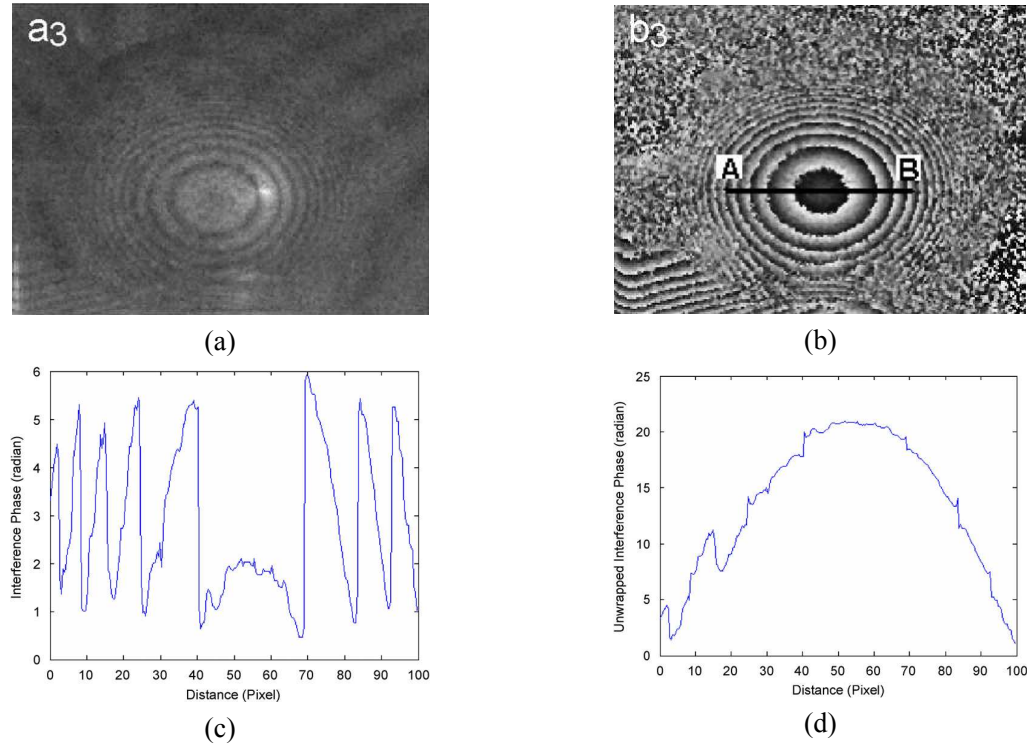 a3
b3
A B
(a)
(b)
Interference Phase (radian)
6
5
4
3
2
1
0
0 10 20 30 40 50 60 70 80 90 100
Distance (Pixel)
(c)
Unwrapped Interference Phase (radian)
25
20
15
10
5
0
0 10 20 30 40 50 60 70 80 90 100
Distance (Pixel)
(d)